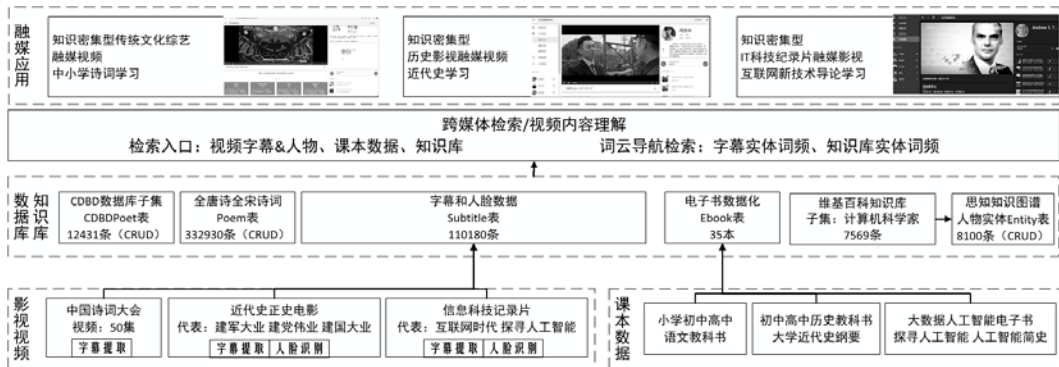 融媒应用
知识密集型传统文化综艺
融媒视频
中小学诗词学习
知识密集型
历史影视融媒视频
近代史学习
知识密集型
IT科技纪录片融媒影视
互联网新技术导论学习
跨媒体检索/视频内容理解
检索入口：视频字幕&人物、课本数据、知识库
词云导航检索：字幕实体词频、知识库实体词频
数据库
知识库
CDBD数据库子集
CDBDPoet表
12431条（CRUD）
全唐诗全宋诗词
Poem表
332930条（CRUD）
字幕和人脸数据
Subtitle表
110180条
电子书数据化
Ebook表
35本
维基百科知识库
子集：计算机科学家
7569条
思知知识图谱
人物实体Entity表
8100条（CRUD）
影视视频
中国诗词大会
视频：50集
字幕提取
近代史正史电影
代表：建军大业 建党伟业 建国大业
字幕提取 人脸识别
信息科技记录片
代表：互联网时代 探寻人工智能
字幕提取 人脸识别
课本数据
小学初中高中
语文教科书
初中高中历史教科书
大学近代史纲要
大数据人工智能电子书
探寻人工智能 人工智能简史